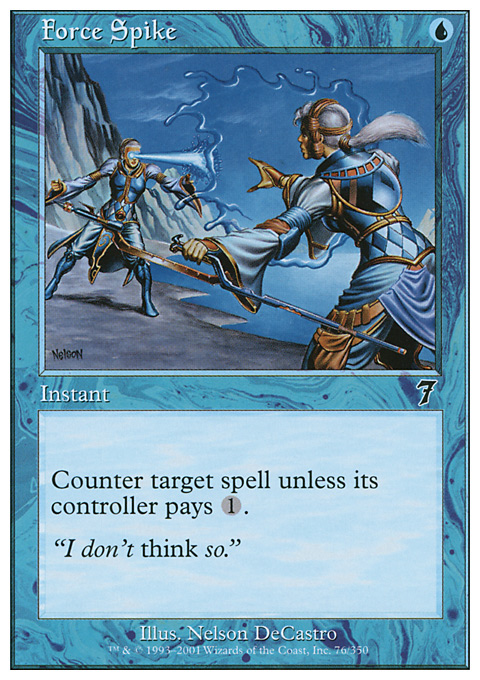 Force Spike
NELSON
Instant
7
Counter target spell unless its
controller pays 1.
“I don’t think so.”
Illus. Nelson DeCastro
™ & © 1993–2001 Wizards of the Coast, Inc. 76/350